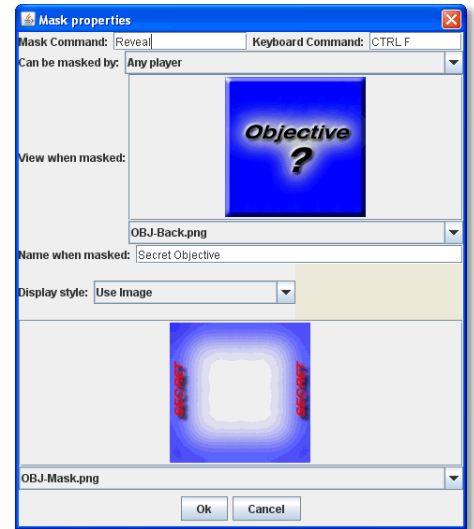 Mask properties
Mask Command: Reveal Keyboard Command: CTRL F
Can be masked by: Any player
Objective
?
View when masked:
OBJ-Back.png
Name when masked: Secret Objective
Display style: Use Image
SECRET SECRET
OBJ-Mask.png
Ok Cancel